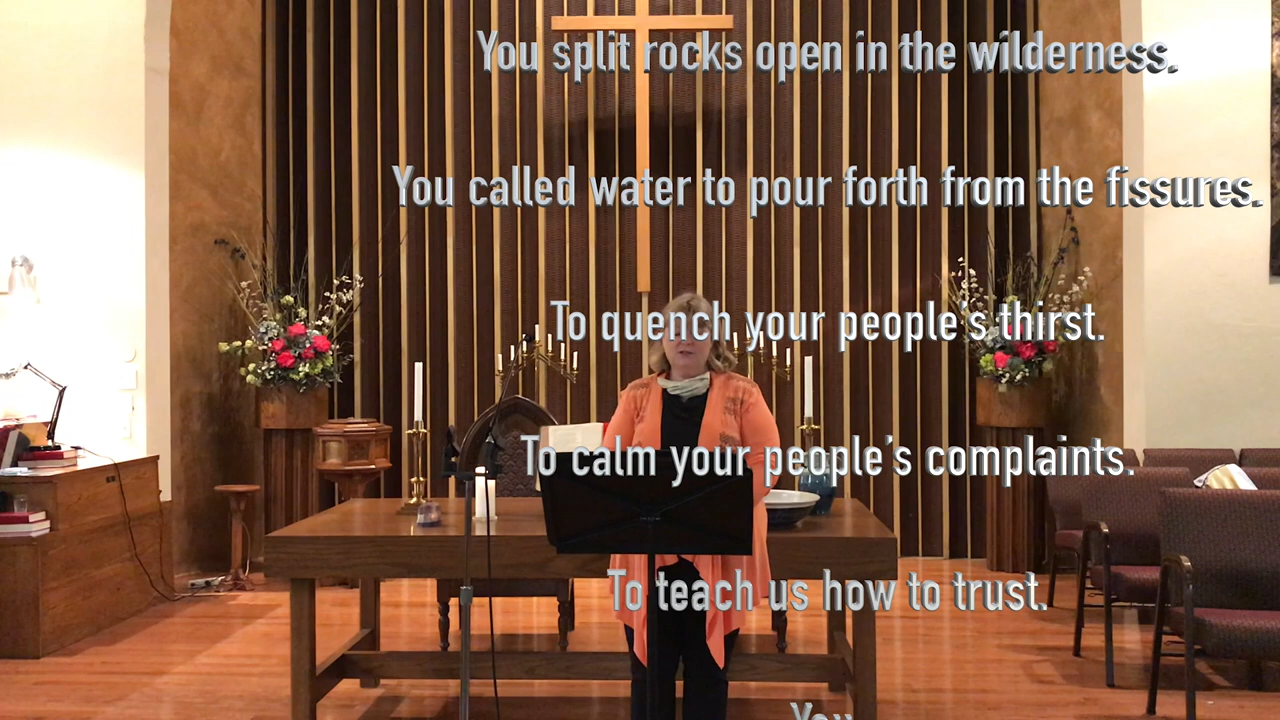 You split rocks open in the wilderness.
You called water to pour forth from the fissures.
To quench your people's thirst.
To calm your people's complaints.
To teach us how to trust.
You